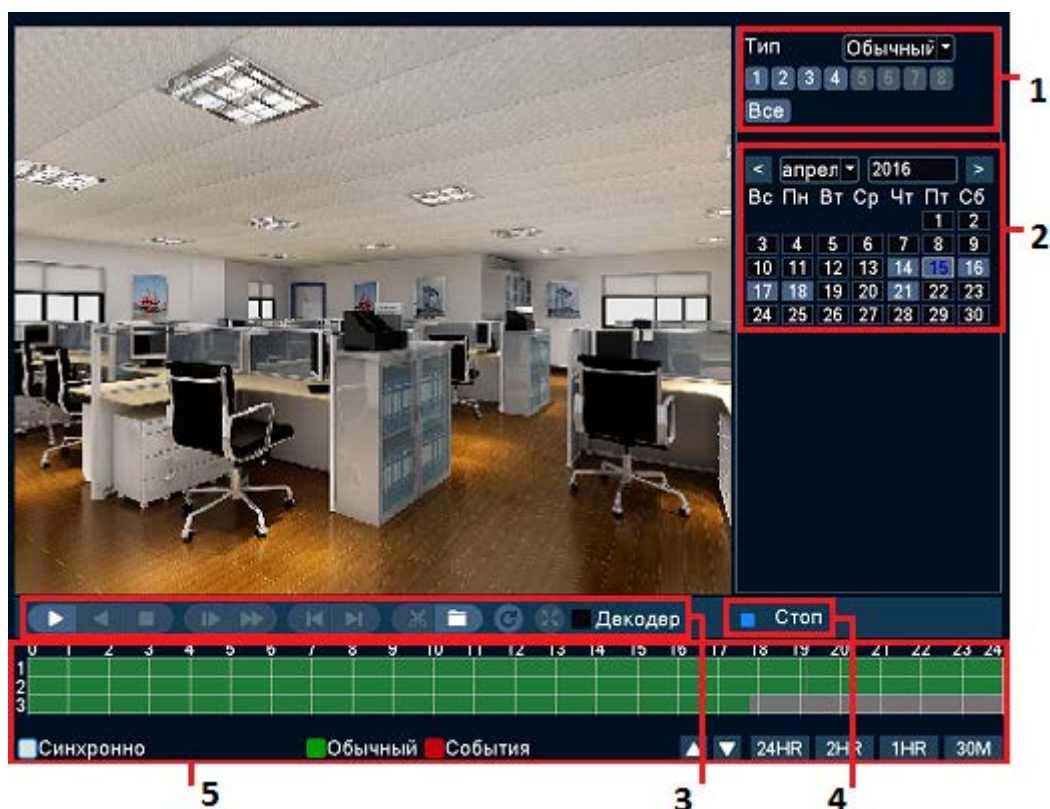 Тип Обычный
1 2 3 4 5 6 7 8
Все
1
< апрел 2016 >
Вс Пн Вт Ср Чт Пт Сб
1 2
3 4 5 6 7 8 9
10 11 12 13 14 15 16
17 18 19 20 21 22 23
24 25 26 27 28 29 30
2
Декодер
Стоп
0 1 2 3 4 5 6 7 8 9 10 11 12 13 14 15 16 17 18 19 20 21 22 23 24
1
2
3
Синхронно Обычный События 24HR 2HR 1HR 30M
5 3 4